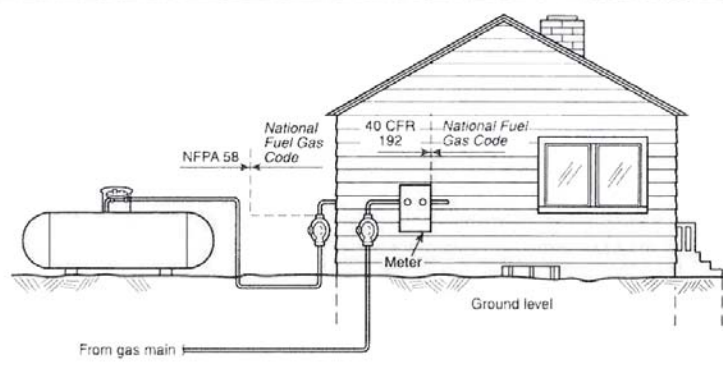 National
Fuel Gas
Code
NFPA 58
40 CFR
192
National Fuel
Gas Code
Meter
Ground level
From gas main